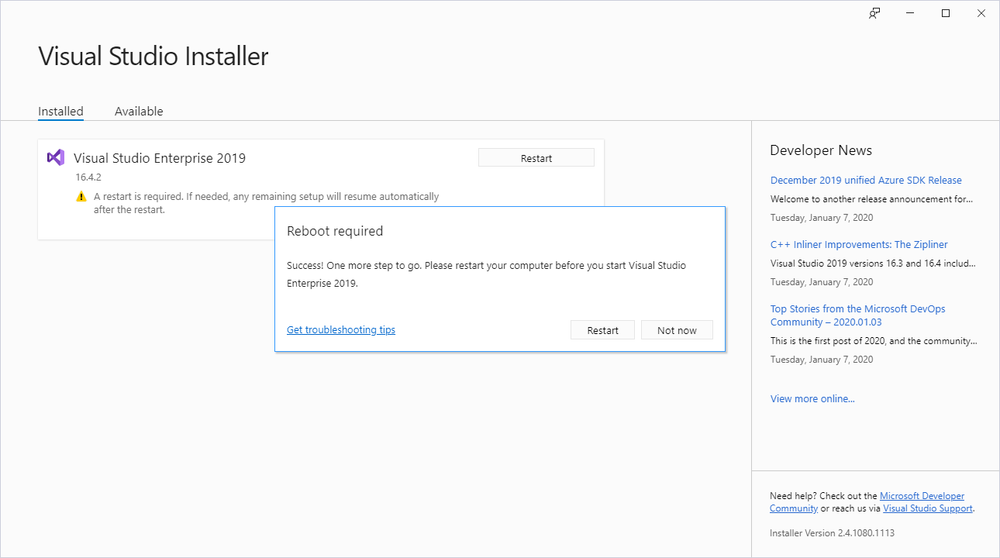 Visual Studio Installer
Installed
Available
Visual Studio Enterprise 2019
Restart
16.4.2
A restart is required. If needed, any remaining setup will resume automatically
after the restart.
Reboot required
Success! One more step to go. Please restart your computer before you start Visual Studio
Enterprise 2019.
Get troubleshooting tips
Restart
Not now
Developer News
December 2019 unified Azure SDK Release
Welcome to another release announcement for...
Tuesday, January 7, 2020
C++ Inliner Improvements: The Zipliner
Visual Studio 2019 versions 16.3 and 16.4 includ...
Tuesday, January 7, 2020
Top Stories from the Microsoft DevOps
Community – 2020.01.03
This is the first post of 2020, and the community...
Tuesday, January 7, 2020
View more online...
Need help? Check out the Microsoft Developer
Community or reach us via Visual Studio Support.
Installer Version 2.4.1080.1113